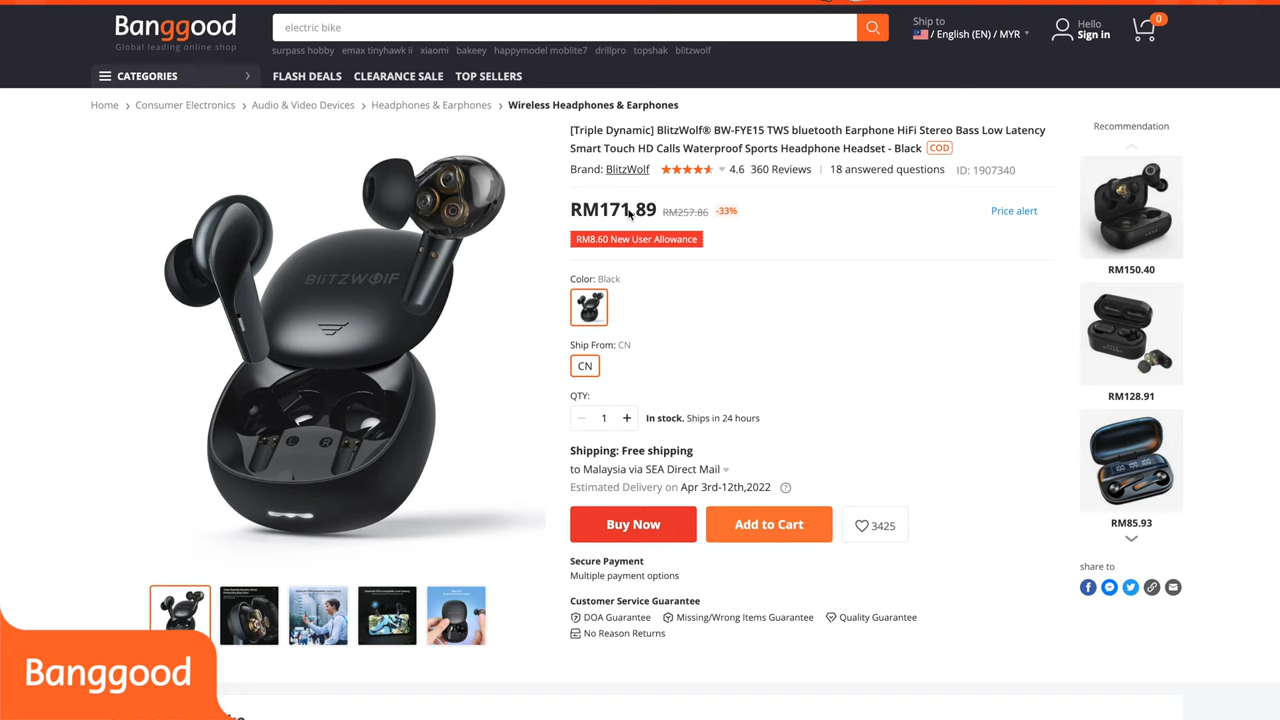 Banggood
Global leading online shop
electric bike
surpass hobby emax tinyhawk ii xiaomi bakeey happymodel moblite7 drillpro topshak blitzwolf
Ship to
/ English (EN) / MYR
Hello
Sign in
0
CATEGORIES
FLASH DEALS CLEARANCE SALE TOP SELLERS
Home > Consumer Electronics > Audio & Video Devices > Headphones & Earphones > Wireless Headphones & Earphones
[Triple Dynamic] BlitzWolf® BW-FYE15 TWS bluetooth Earphone HiFi Stereo Bass Low Latency
Smart Touch HD Calls Waterproof Sports Headphone Headset - Black COD
Brand: BlitzWolf 4.6 360 Reviews | 18 answered questions ID: 1907340
RM171.89 RM257.86 -33% Price alert
RM8.60 New User Allowance
Color: Black
Ship From: CN
CN
QTY:
− 1 + In stock. Ships in 24 hours
Shipping: Free shipping
to Malaysia via SEA Direct Mail
Estimated Delivery on Apr 3rd-12th,2022 ?
Buy Now Add to Cart 3425
Secure Payment
Multiple payment options
Customer Service Guarantee
DOA Guarantee Missing/Wrong Items Guarantee Quality Guarantee
No Reason Returns
Recommendation
RM150.40
RM128.91
100 100 100
RM85.93
share to
BLITZWOLF
L R
Banggood